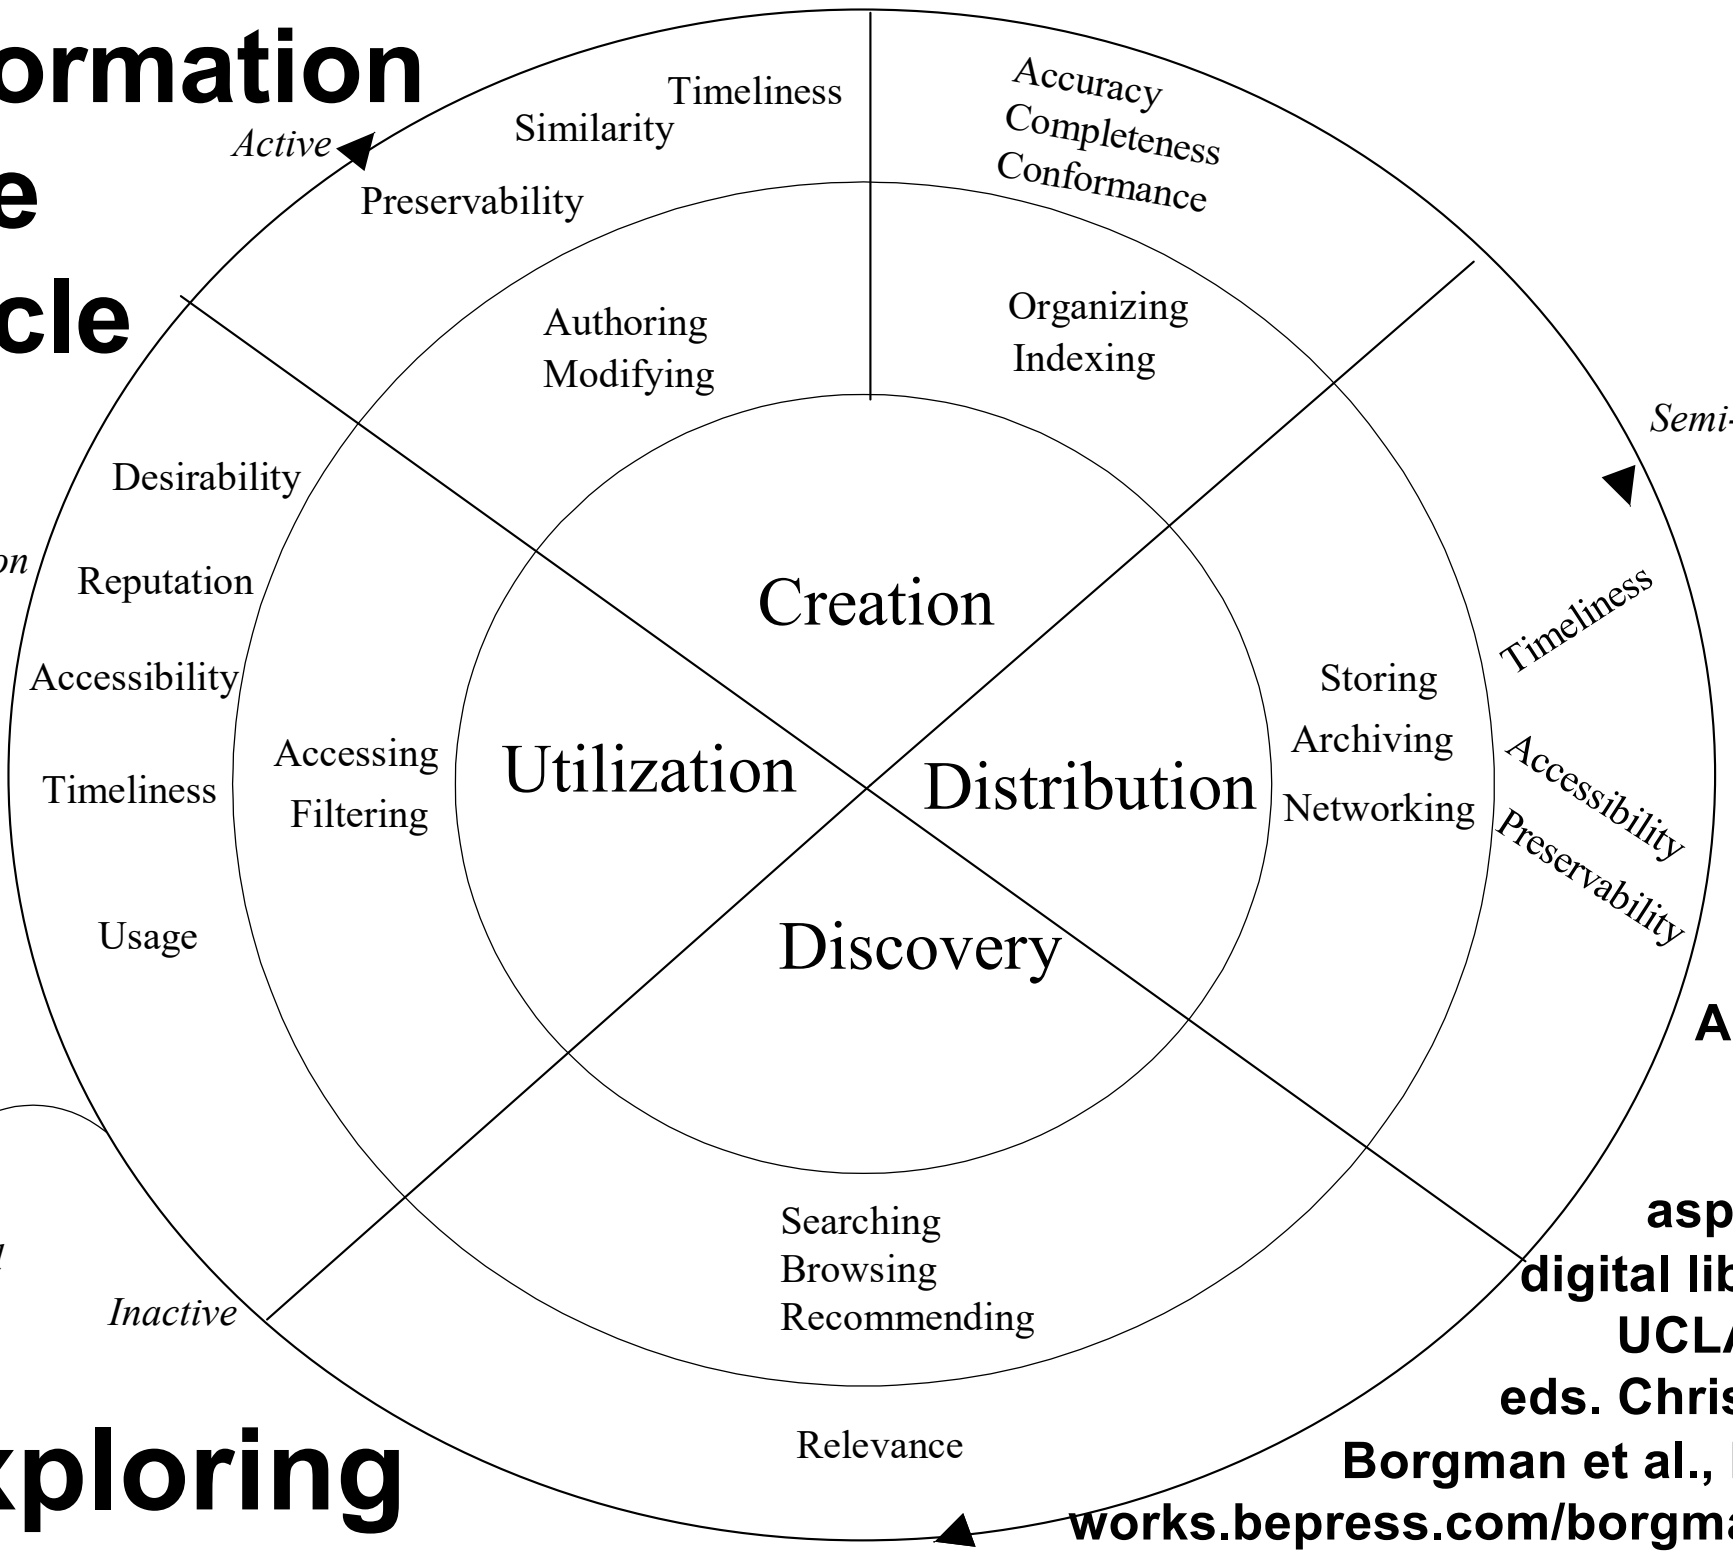 ormation
e
cle
Active
Timeliness
Similarity
Preservability
Accuracy
Completeness
Conformance
Authoring
Modifying
Organizing
Indexing
Semi-
Desirability
on
Reputation
Accessibility
Timeliness
Usage
Accessing
Filtering
Creation
Utilization
Distribution
Discovery
Storing
Archiving
Networking
Timeliness
Accessibility
Preservability
Searching
Browsing
Recommending
Relevance
Inactive
xploring
A
asp
digital lib
UCLA
eds. Chris
Borgman et al.,
works.bepress.com/borgma